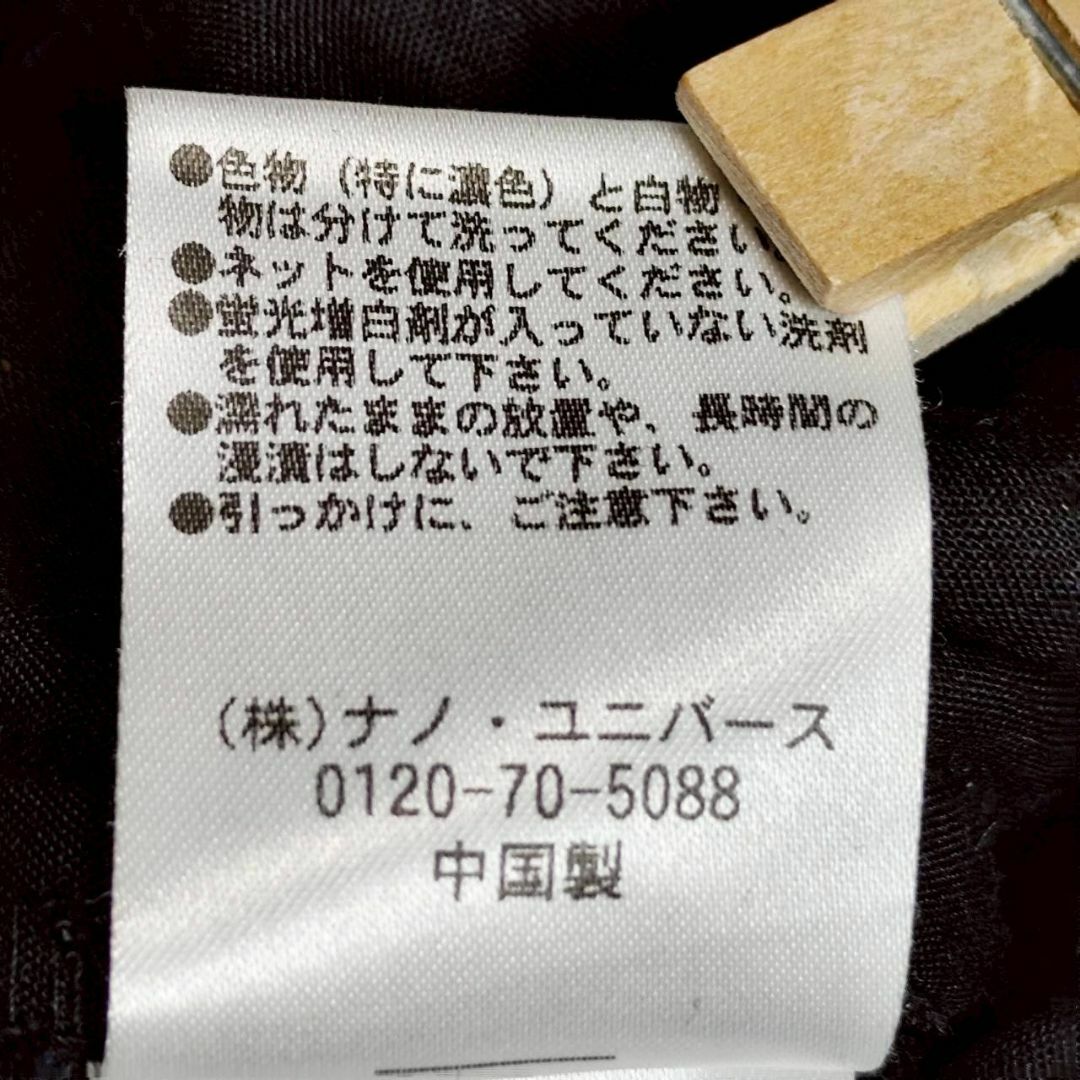 ●色物（特に濃色）と白物
物は分けて洗ってください。
●ネットを使用してください。
●蛍光増白剤が入っていない洗剤
を使用して下さい。
●濡れたままの放置や、長時間の
浸漬はしないで下さい。
●引っかけに、ご注意下さい。
(株)ナノ・ユニバース
0120-70-5088
中国製